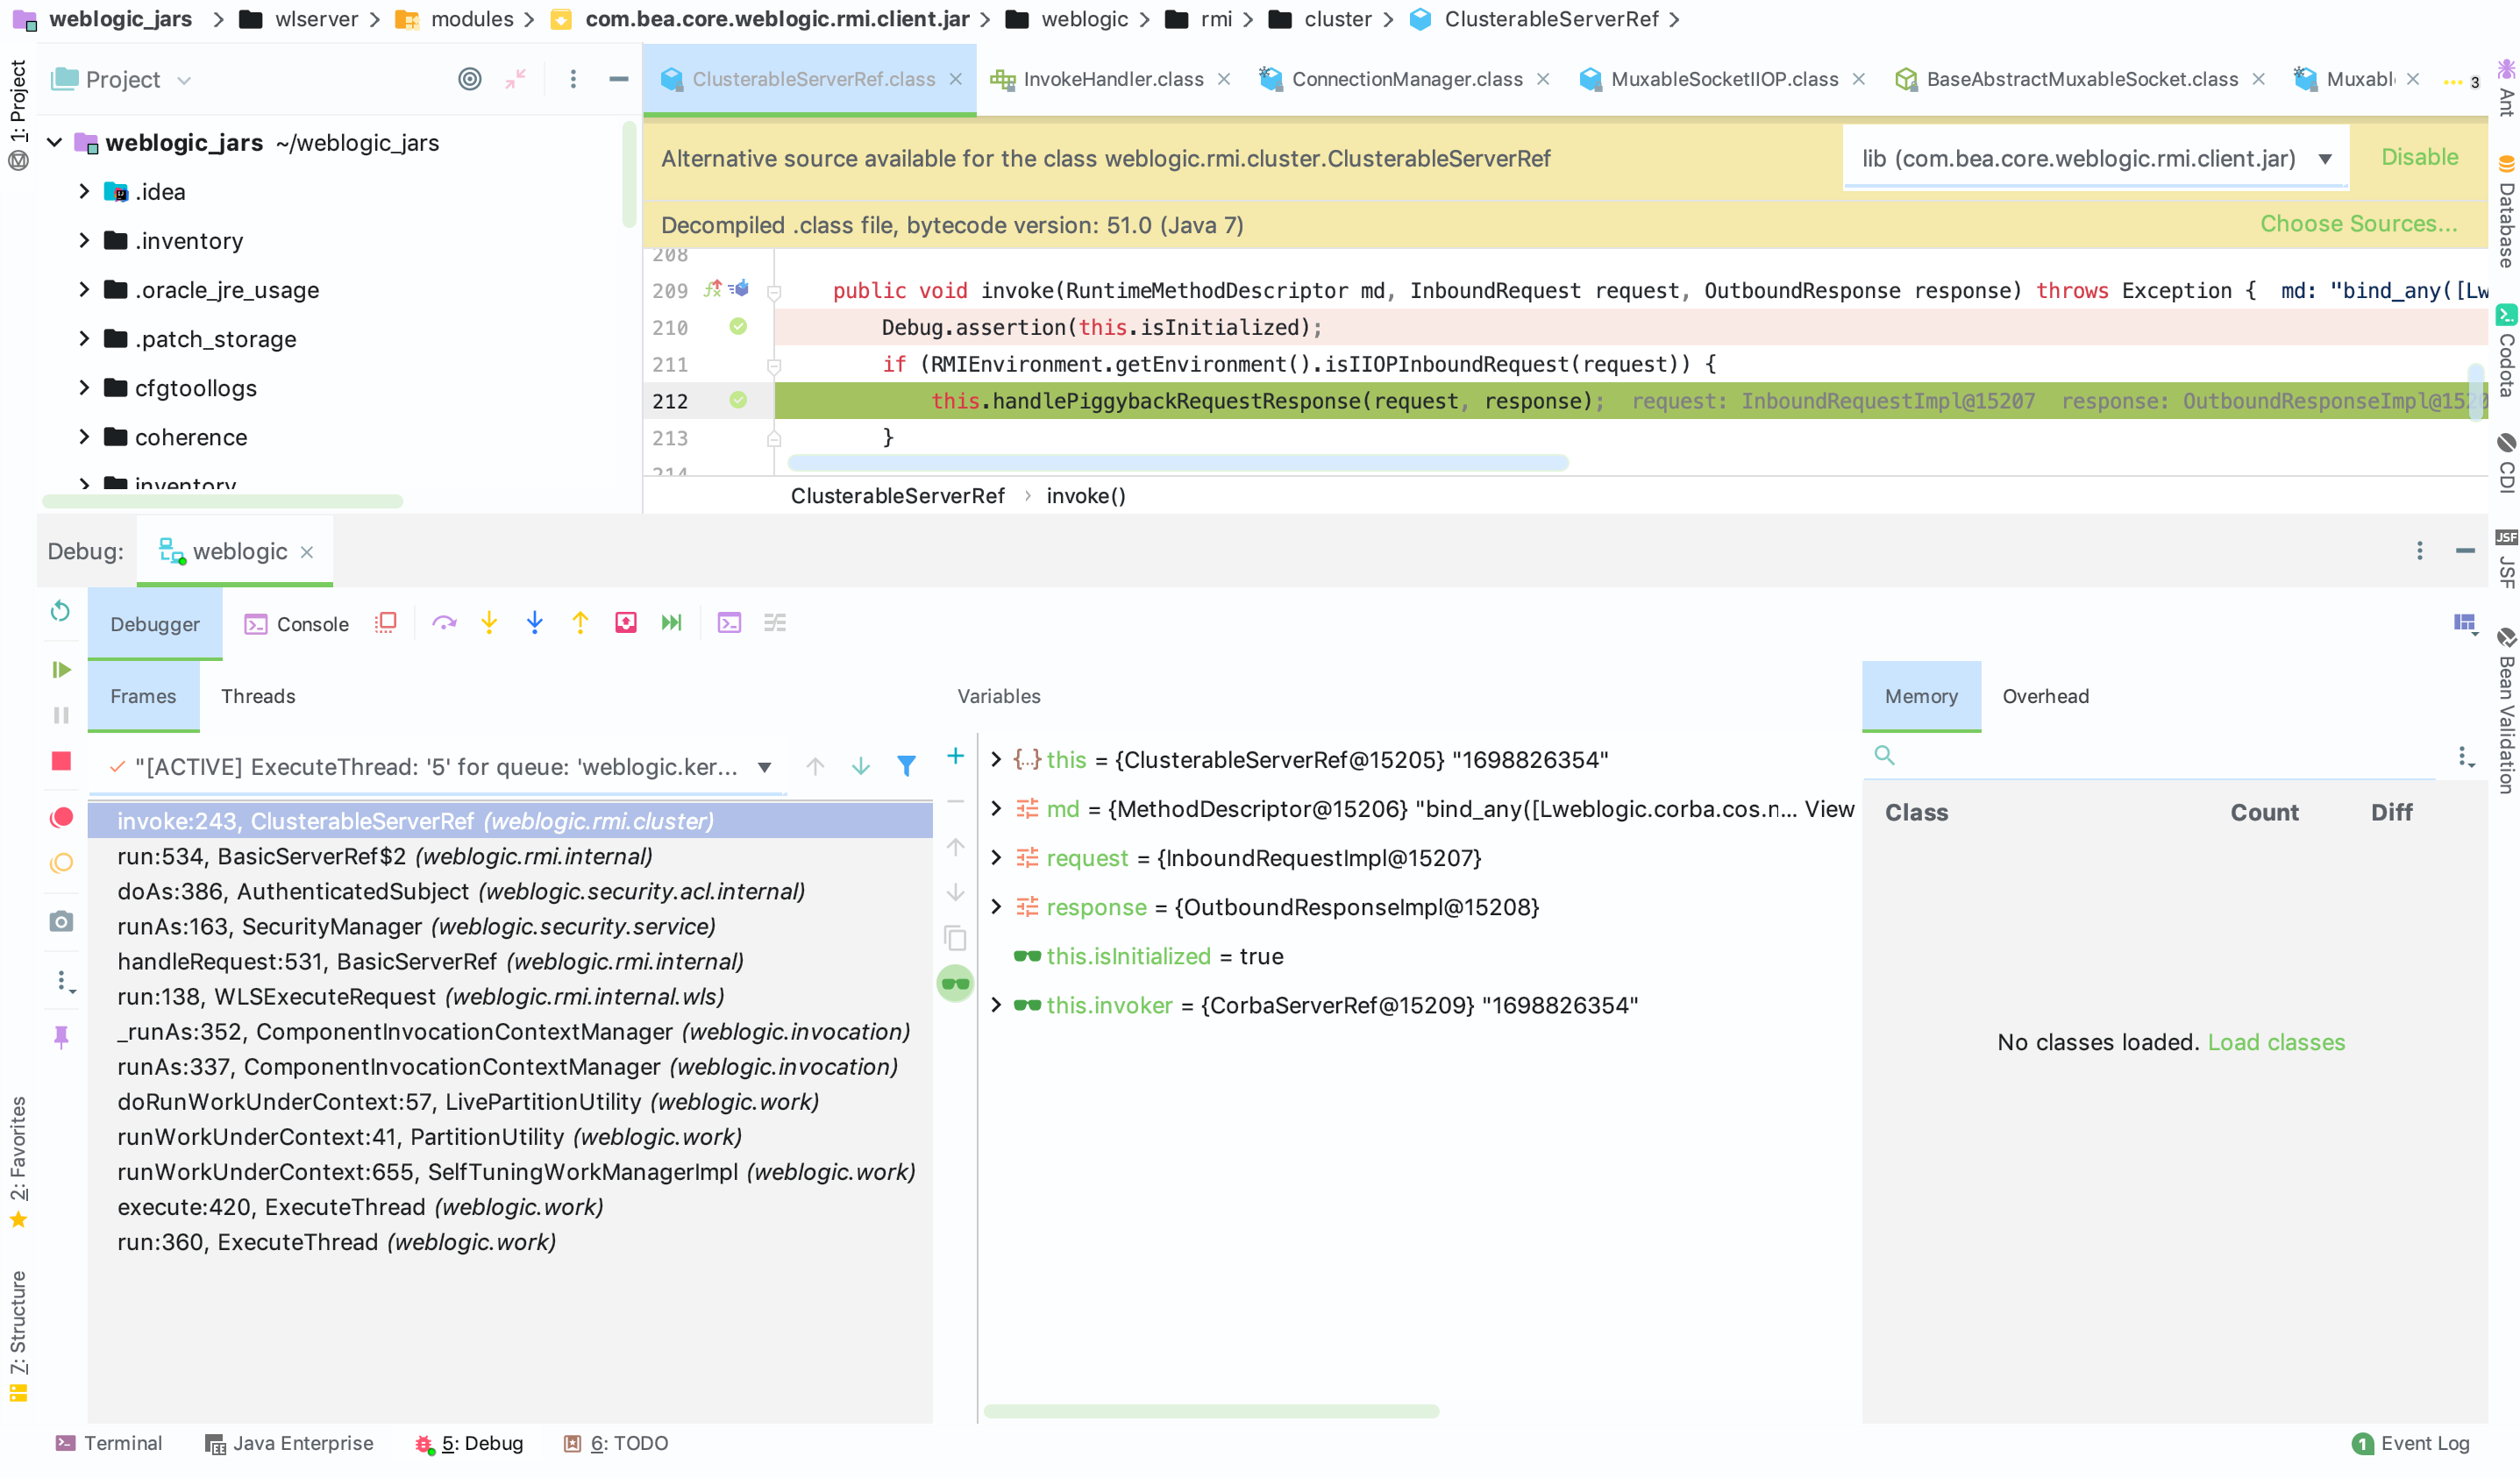 weblogic_jars > wlserver > modules > com.bea.core.weblogic.rmi.client.jar > weblogic > rmi > cluster > ClusterableServerRef >
1: Project
Project
ClusterableServerRef.class
InvokeHandler.class
ConnectionManager.class
MuxableSocketIIOP.class
BaseAbstractMuxableSocket.class
Muxabl
3
weblogic_jars ~/weblogic_jars
.idea
.inventory
.oracle_jre_usage
.patch_storage
cfgtoollogs
coherence
inventory
Alternative source available for the class weblogic.rmi.cluster.ClusterableServerRef
lib (com.bea.core.weblogic.rmi.client.jar)
Disable
Decompiled .class file, bytecode version: 51.0 (Java 7)
Choose Sources...
208
209 public void invoke(RuntimeMethodDescriptor md, InboundRequest request, OutboundResponse response) throws Exception { md: "bind_any([Lw
210 Debug.assertion(this.isInitialized);
211 if (RMIEnvironment.getEnvironment().isIIOPInboundRequest(request)) {
212 this.handlePiggybackRequestResponse(request, response); request: InboundRequestImpl@15207 response: OutboundResponseImpl@1520
213 }
214
ClusterableServerRef > invoke()
Ant
Database
Codota
CDI
JSF
JSF
Bean Validation
Debug:
weblogic
Debugger
Console
Frames
Threads
Variables
Memory
Overhead
"[ACTIVE] ExecuteThread: '5' for queue: 'weblogic.ker...
invoke:243, ClusterableServerRef (weblogic.rmi.cluster)
run:534, BasicServerRef$2 (weblogic.rmi.internal)
doAs:386, AuthenticatedSubject (weblogic.security.acl.internal)
runAs:163, SecurityManager (weblogic.security.service)
handleRequest:531, BasicServerRef (weblogic.rmi.internal)
run:138, WLSExecuteRequest (weblogic.rmi.internal.wls)
_runAs:352, ComponentInvocationContextManager (weblogic.invocation)
runAs:337, ComponentInvocationContextManager (weblogic.invocation)
doRunWorkUnderContext:57, LivePartitionUtility (weblogic.work)
runWorkUnderContext:41, PartitionUtility (weblogic.work)
runWorkUnderContext:655, SelfTuningWorkManagerImpl (weblogic.work)
execute:420, ExecuteThread (weblogic.work)
run:360, ExecuteThread (weblogic.work)
this = {ClusterableServerRef@15205} "1698826354"
md = {MethodDescriptor@15206} "bind_any([Lweblogic.corba.cos.n... View
request = {InboundRequestImpl@15207}
response = {OutboundResponseImpl@15208}
this.isInitialized = true
this.invoker = {CorbaServerRef@15209} "1698826354"
Class Count Diff
No classes loaded. Load classes
2: Favorites
7: Structure
Terminal
Java Enterprise
5: Debug
6: TODO
1 Event Log